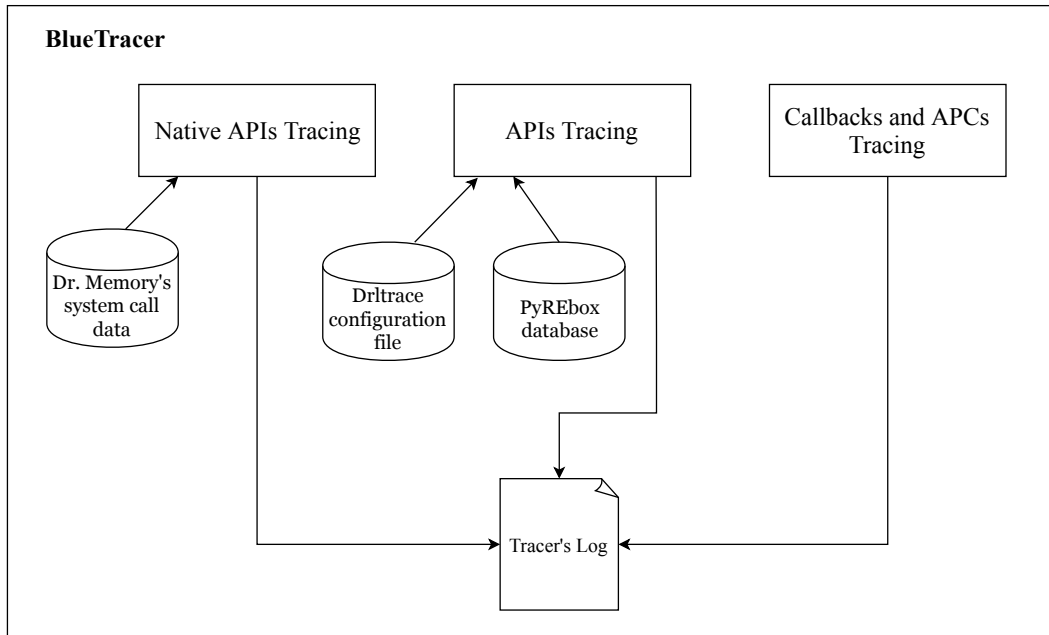 BlueTracer
Native APIs Tracing
APIs Tracing
Callbacks and APCs
Tracing
Dr. Memory's
system call
data
Drltrace
configuration
file
PyREbox
database
Tracer's Log